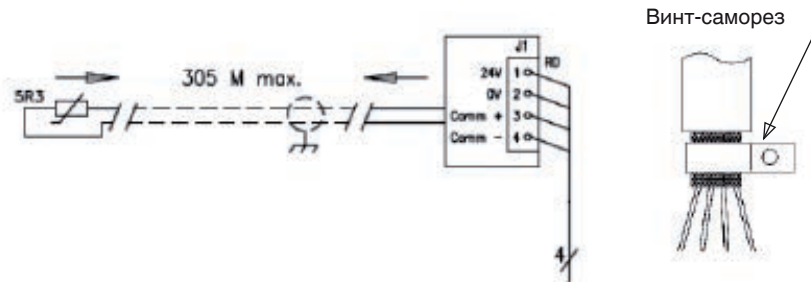 Винт-саморез
305 M max.
5R3
J1
RD
24V 1
0V 2
Comm + 3
Comm - 4
4